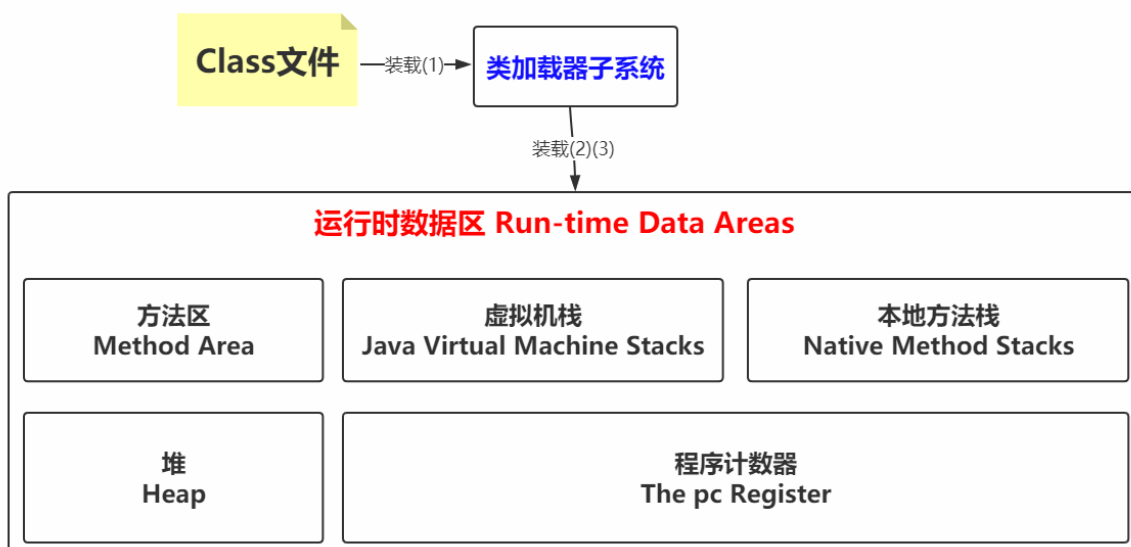 Class文件
装载(1)
类加载器子系统
装载(2)(3)
运行时数据区 Run-time Data Areas
方法区
Method Area
虚拟机栈
Java Virtual Machine Stacks
本地方法栈
Native Method Stacks
堆
Heap
程序计数器
The pc Register